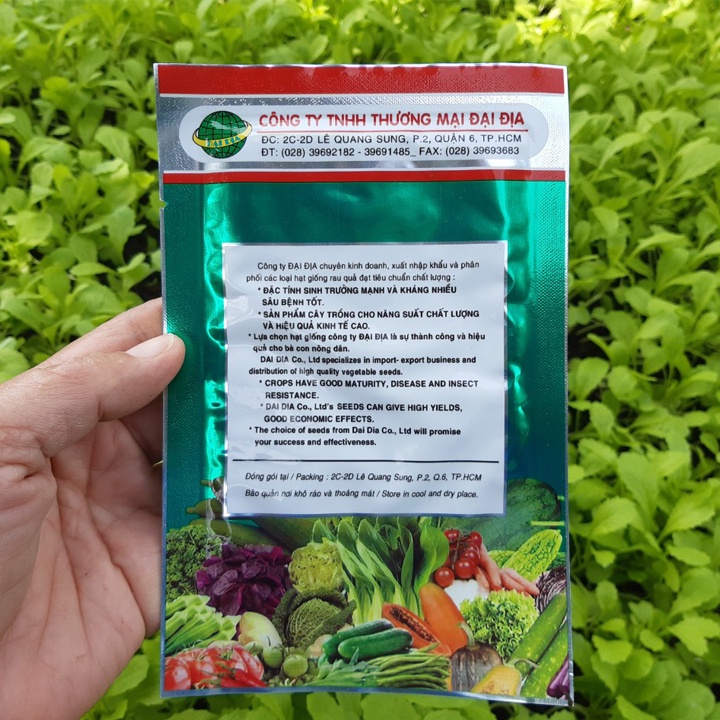 DAI DIA
CÔNG TY TNHH THƯƠNG MẠI ĐẠI ĐỊA
ĐC: 2C-2D LÊ QUANG SUNG, P.2, QUẬN 6, TP.HCM
ĐT: (028) 39692182 - 39691485_ FAX: (028) 39693683
Công ty ĐẠI ĐỊA chuyên kinh doanh, xuất nhập khẩu và phân
phối các loại hạt giống rau quả đạt tiêu chuẩn chất lượng :
* ĐẶC TÍNH SINH TRƯỞNG MẠNH VÀ KHÁNG NHIỀU
SÂU BỆNH TỐT.
* SẢN PHẨM CÂY TRỒNG CHO NĂNG SUẤT CHẤT LƯỢNG
VÀ HIỆU QUẢ KINH TẾ CAO.
* Lựa chọn hạt giống công ty ĐẠI ĐỊA là sự thành công và hiệu
quả cho bà con nông dân.
DAI DIA Co., Ltd specializes in import- export business and
distribution of high quality vegetable seeds.
* CROPS HAVE GOOD MATURITY, DISEASE AND INSECT
RESISTANCE.
* DAI DIA Co., Ltd's SEEDS CAN GIVE HIGH YIELDS,
GOOD ECONOMIC EFFECTS.
* The choice of seeds from Dai Dia Co., Ltd will promise
your success and effectiveness.
Đóng gói tại / Packing : 2C-2D Lê Quang Sung, P.2, Q.6, TP.HCM
Bảo quản nơi khô ráo và thoáng mát / Store in cool and dry place.